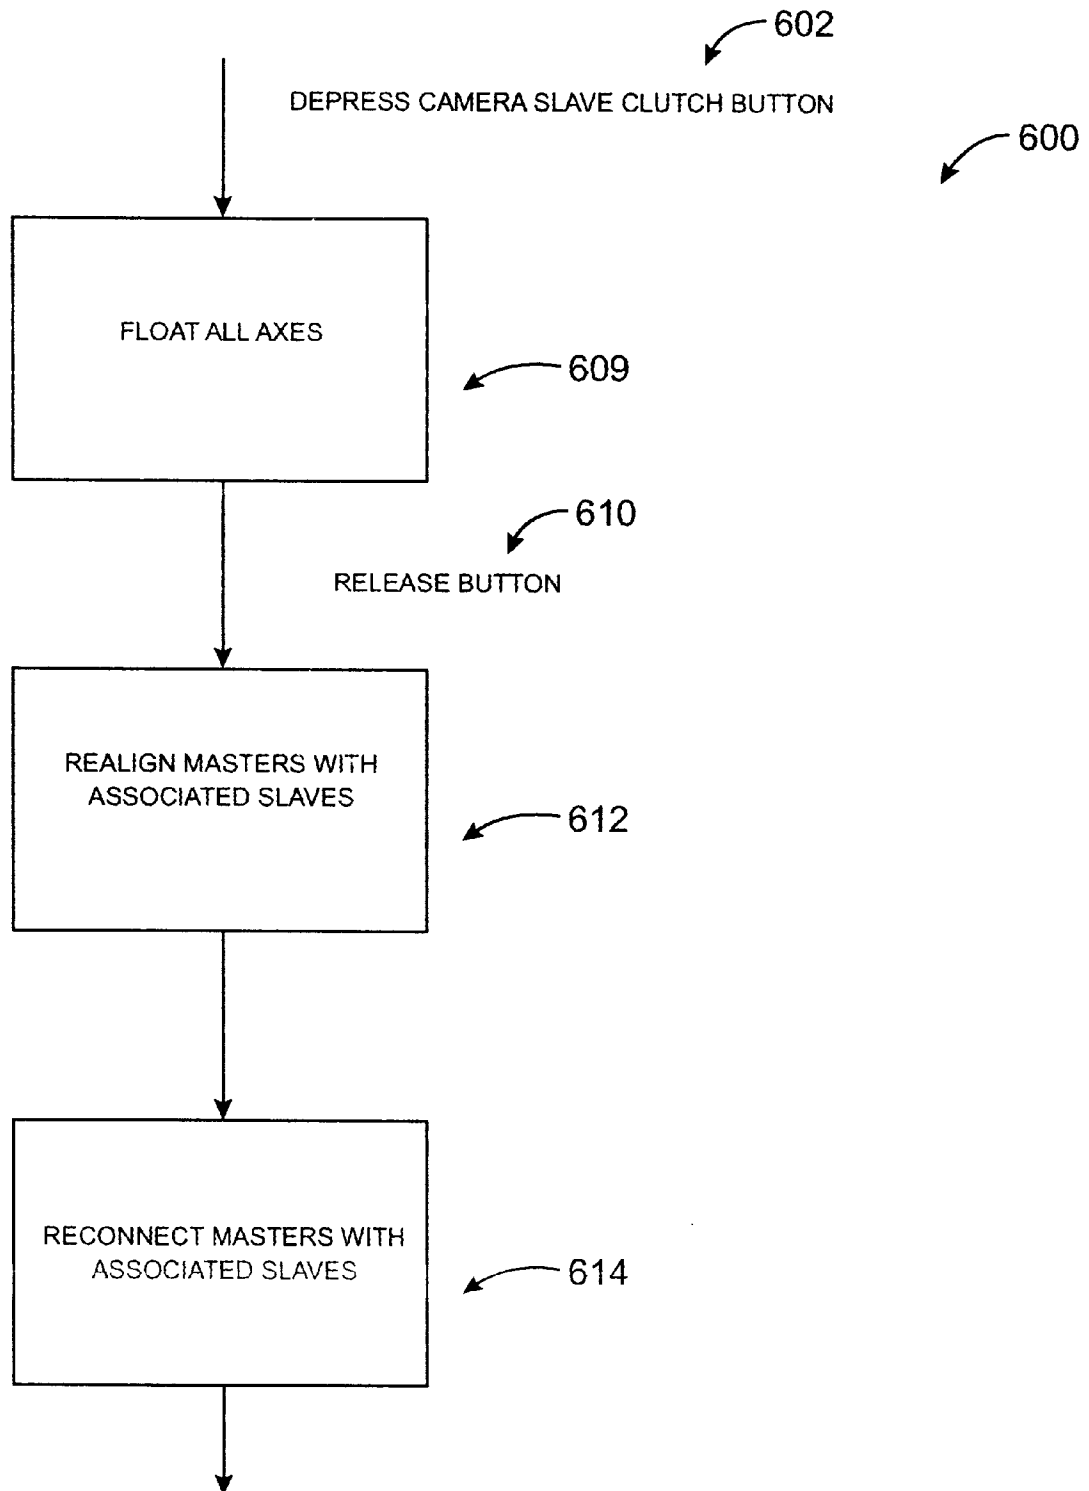 602
DEPRESS CAMERA SLAVE CLUTCH BUTTON
600
FLOAT ALL AXES
609
610
RELEASE BUTTON
REALIGN MASTERS WITH
ASSOCIATED SLAVES
612
RECONNECT MASTERS WITH
ASSOCIATED SLAVES
614